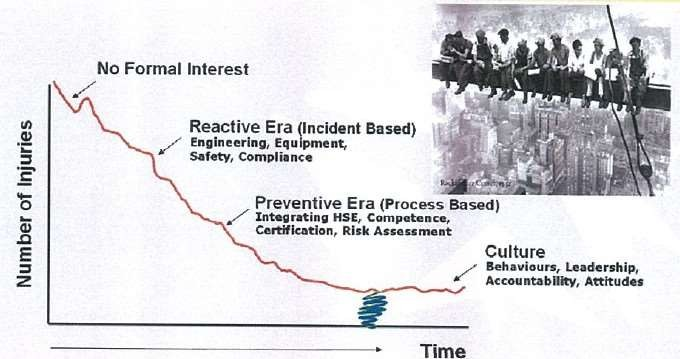 No Formal Interest
Reactive Era (Incident Based)
Engineering, Equipment,
Safety, Compliance
Preventive Era (Process Based)
Integrating HSE, Competence,
Certification, Risk Assessment
Culture
Behaviours, Leadership,
Accountability, Attitudes
Number of Injuries
Time